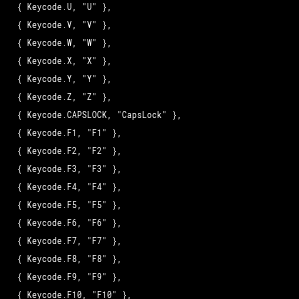 { Keycode.U, "U" },
{ Keycode.V, "V" },
{ Keycode.W, "W" },
{ Keycode.X, "X" },
{ Keycode.Y, "Y" },
{ Keycode.Z, "Z" },
{ Keycode.CAPSLOCK, "CapsLock" },
{ Keycode.F1, "F1" },
{ Keycode.F2, "F2" },
{ Keycode.F3, "F3" },
{ Keycode.F4, "F4" },
{ Keycode.F5, "F5" },
{ Keycode.F6, "F6" },
{ Keycode.F7, "F7" },
{ Keycode.F8, "F8" },
{ Keycode.F9, "F9" },
{ Keycode.F10, "F10" },